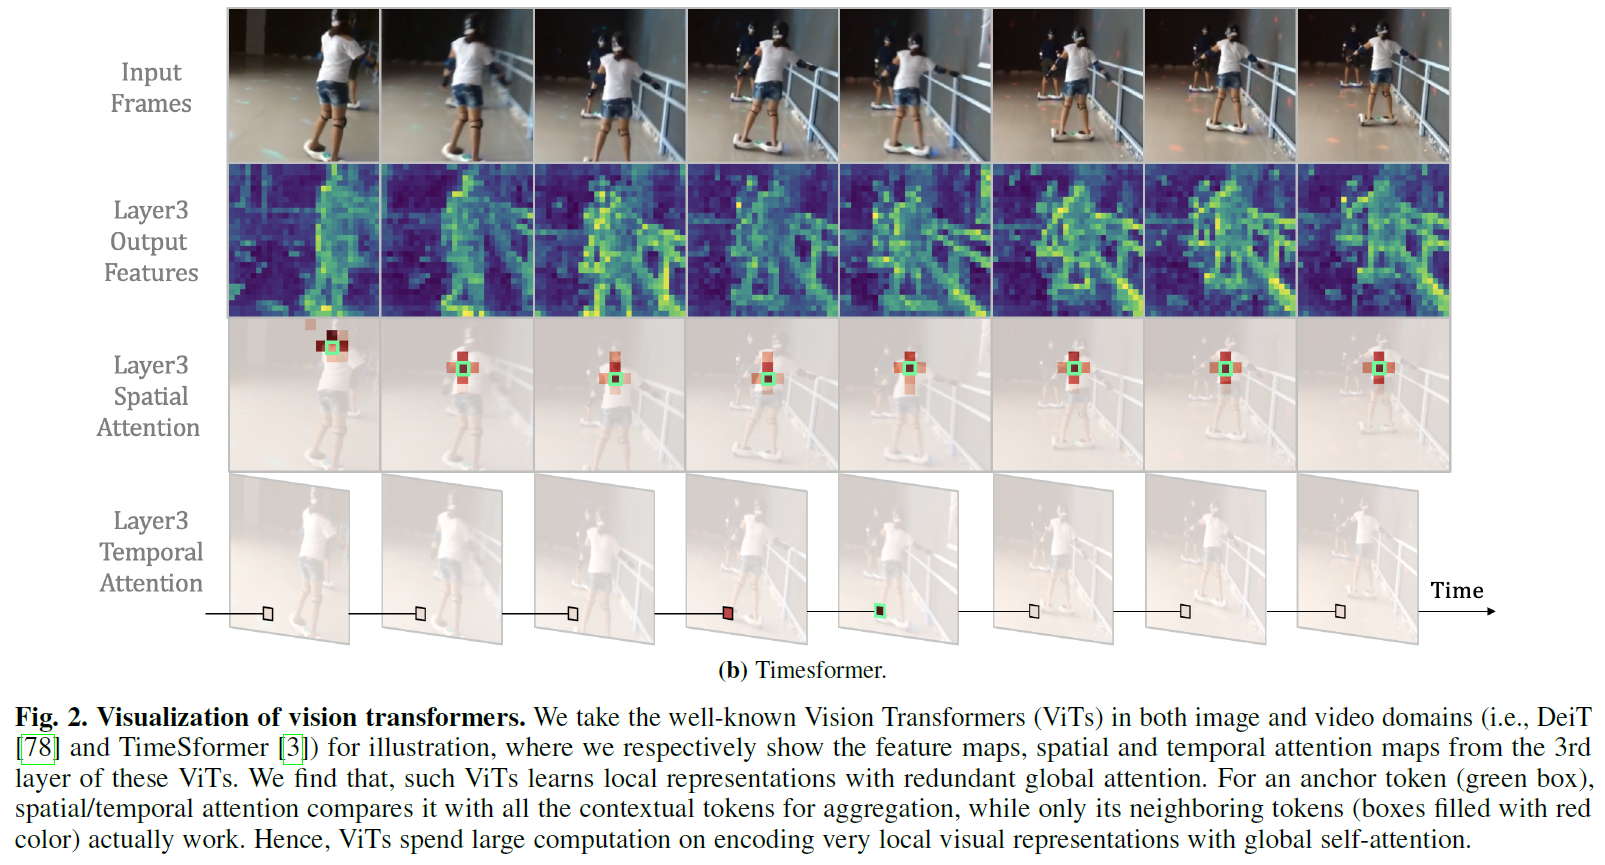 Input
Frames
Layer3
Output
Features
Layer3
Spatial
Attention
Layer3
Temporal
Attention
Time
(b) Timesformer.
Fig. 2. Visualization of vision transformers. We take the well-known Vision Transformers (ViTs) in both image and video domains (i.e., DeiT
[78] and TimeSformer [3]) for illustration, where we respectively show the feature maps, spatial and temporal attention maps from the 3rd
layer of these ViTs. We find that, such ViTs learns local representations with redundant global attention. For an anchor token (green box),
spatial/temporal attention compares it with all the contextual tokens for aggregation, while only its neighboring tokens (boxes filled with red
color) actually work. Hence, ViTs spend large computation on encoding very local visual representations with global self-attention.